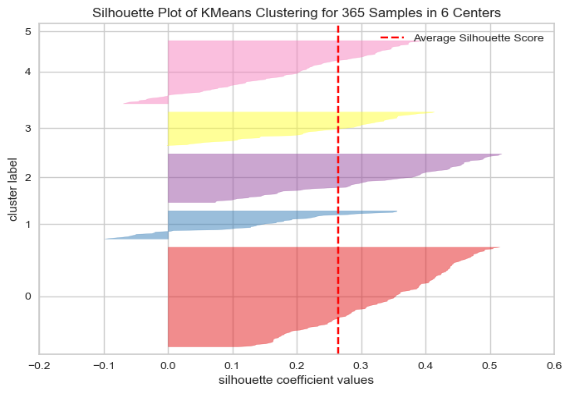 Silhouette Plot of KMeans Clustering for 365 Samples in 6 Centers
Average Silhouette Score
5
4
3
2
1
0
cluster label
−0.2 −0.1 0.0 0.1 0.2 0.3 0.4 0.5 0.6
silhouette coefficient values